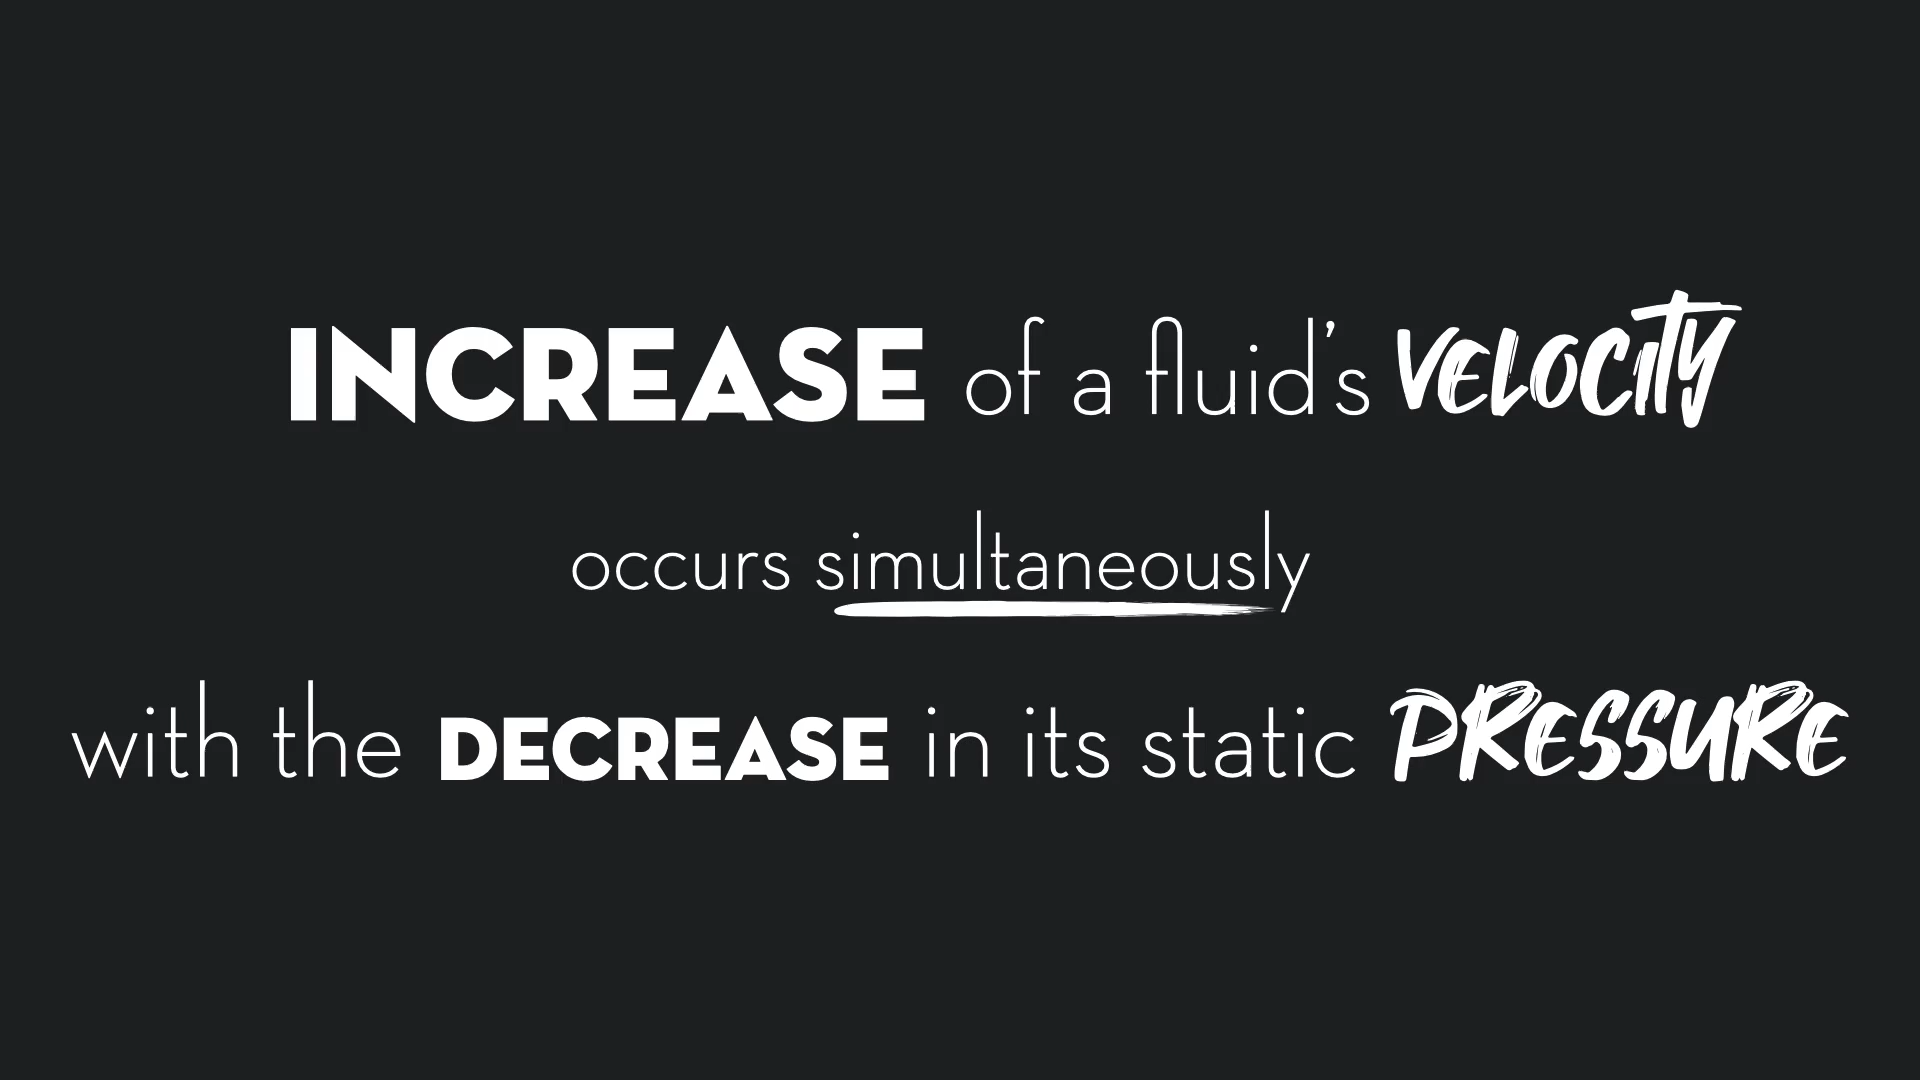 INCREASE of a fluid's VELOCITY
occurs simultaneously
with the DECREASE in its static PRESSURE